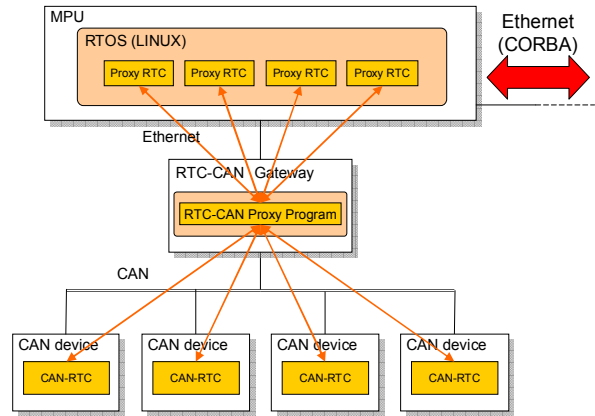 MPU
Ethernet
(CORBA)
RTOS (LINUX)
Proxy RTC
Proxy RTC
Proxy RTC
Proxy RTC
Ethernet
RTC-CAN Gateway
RTC-CAN Proxy Program
CAN
CAN device
CAN device
CAN device
CAN device
CAN-RTC
CAN-RTC
CAN-RTC
CAN-RTC